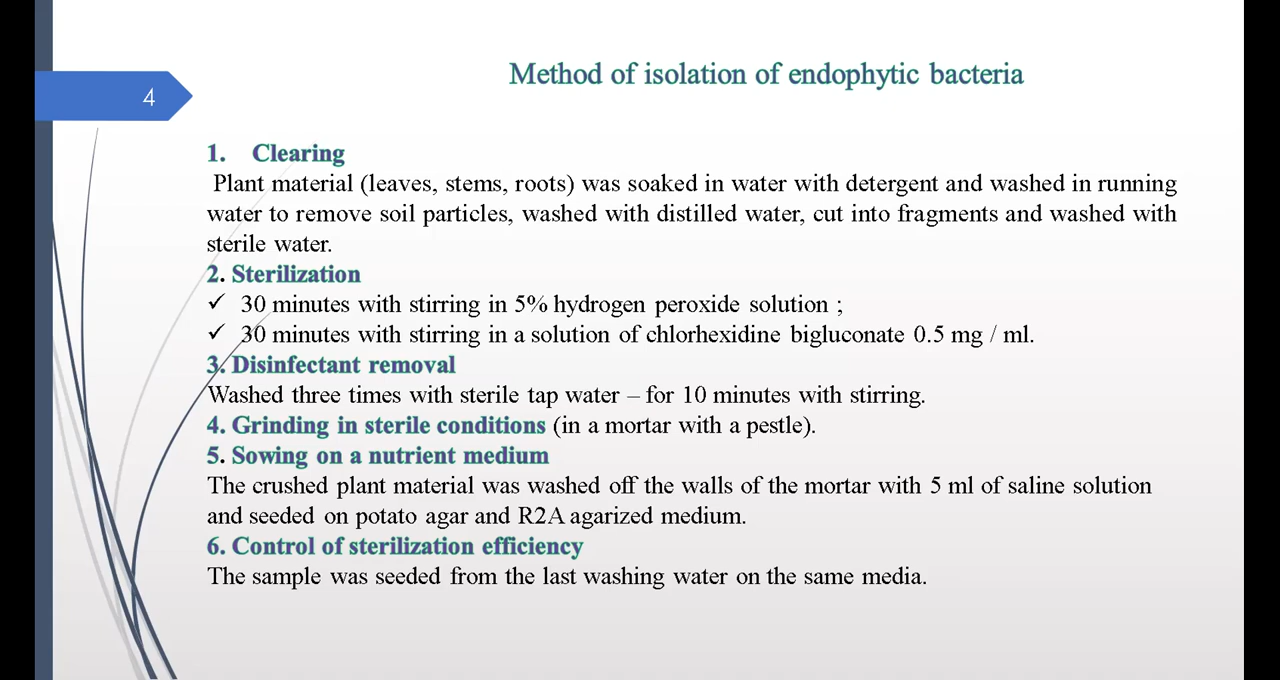 Method of isolation of endophytic bacteria
4
1. Clearing
Plant material (leaves, stems, roots) was soaked in water with detergent and washed in running
water to remove soil particles, washed with distilled water, cut into fragments and washed with
sterile water.
2. Sterilization
✓ 30 minutes with stirring in 5% hydrogen peroxide solution ;
✓ 30 minutes with stirring in a solution of chlorhexidine bigluconate 0.5 mg / ml.
3. Disinfectant removal
Washed three times with sterile tap water – for 10 minutes with stirring.
4. Grinding in sterile conditions (in a mortar with a pestle).
5. Sowing on a nutrient medium
The crushed plant material was washed off the walls of the mortar with 5 ml of saline solution
and seeded on potato agar and R2A agarized medium.
6. Control of sterilization efficiency
The sample was seeded from the last washing water on the same media.